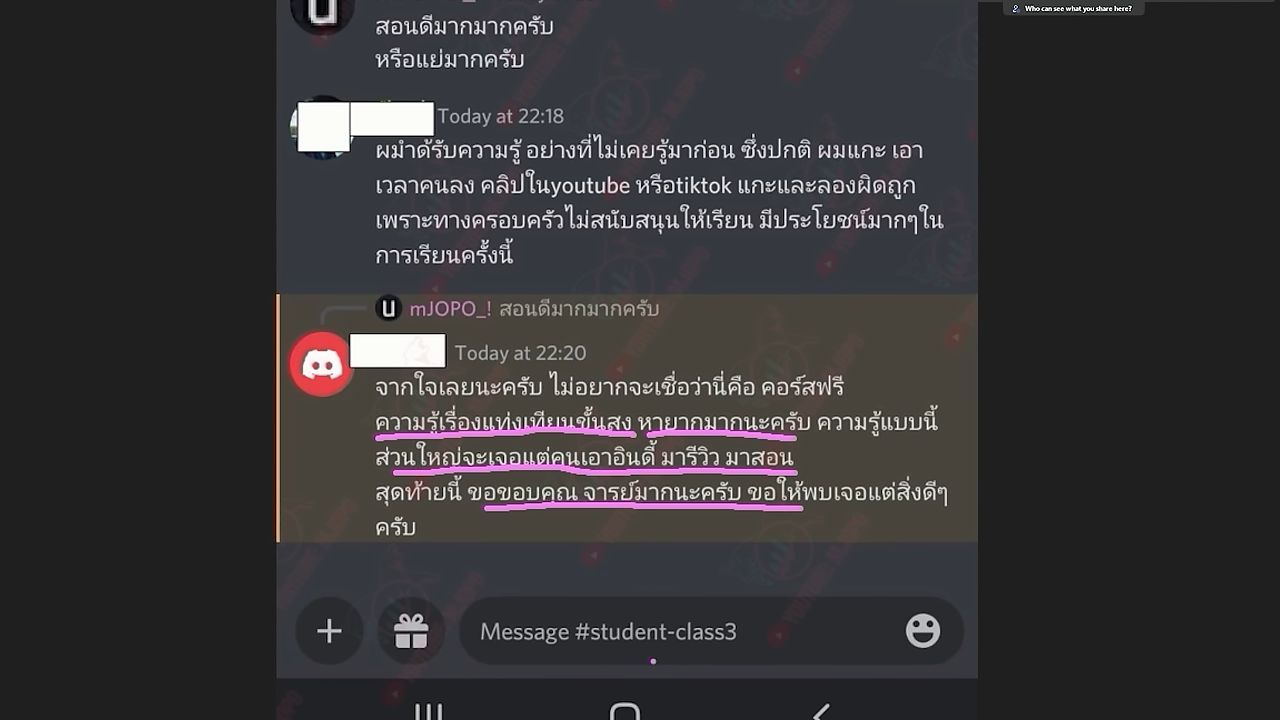 Who can see what you share here?
สอนดีมากมากครับ
หรือแย่มากครับ
Today at 22:18
ผมำด้รับความรู้ อย่างที่ไม่เคยรู้มาก่อน ซึ่งปกติ ผมแกะ เอา
เวลาคนลง คลิปในyoutube หรือtiktok แกะและลองผิดถูก
เพราะทางครอบครัวไม่สนับสนุนให้เรียน มีประโยชน์มากๆใน
การเรียนครั้งนี้
U mJOPO_! สอนดีมากมากครับ
Today at 22:20
จากใจเลยนะครับ ไม่อยากจะเชื่อว่านี่คือ คอร์สฟรี
ความรู้เรื่องแท่งเทียนขั้นสูง หายากมากนะครับ ความรู้แบบนี้
ส่วนใหญ่จะเจอแต่คนเอาอินดี้ มารีวิว มาสอน
สุดท้ายนี้ ขอขอบคุณ จารย์มากนะครับ ขอให้พบเจอแต่สิ่งดีๆ
ครับ
Message #student-class3